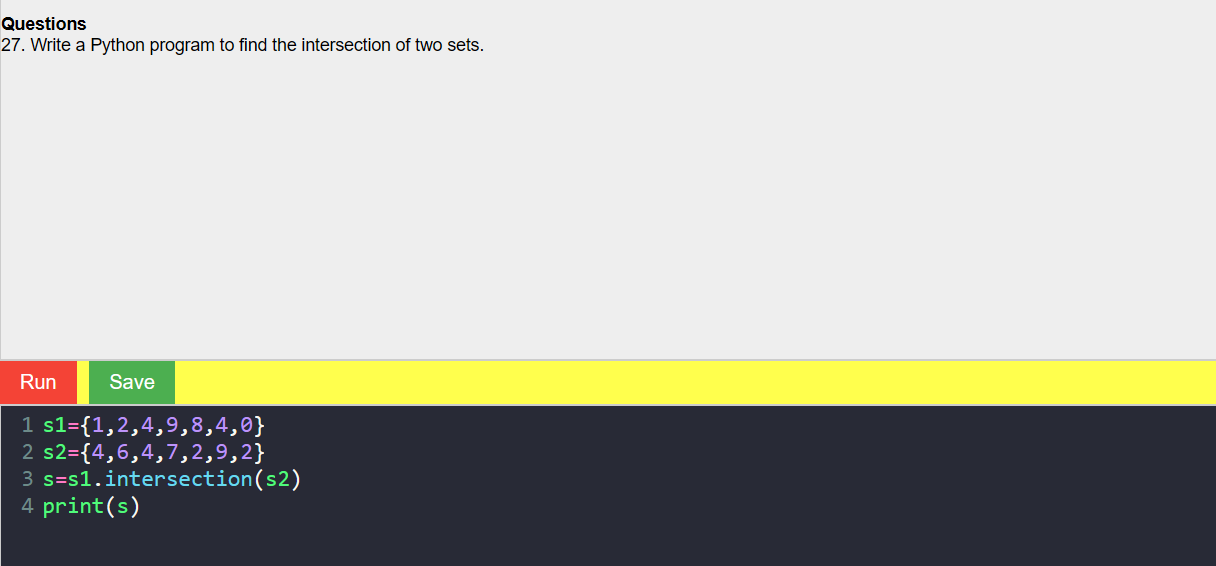 Questions
27. Write a Python program to find the intersection of two sets.
Run Save
1 s1={1,2,4,9,8,4,0}
2 s2={4,6,4,7,2,9,2}
3 s=s1.intersection(s2)
4 print(s)